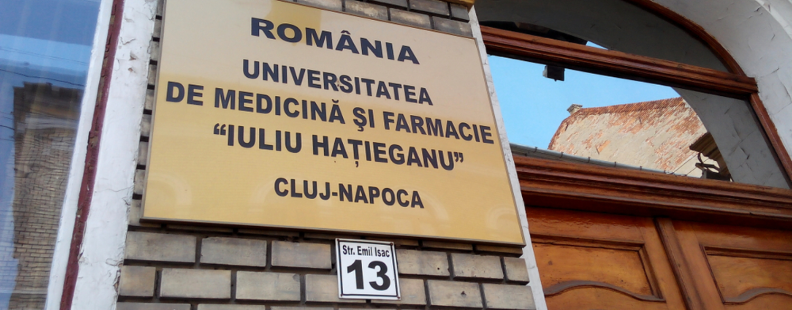 ROMÂNIA
UNIVERSITATEA
DE MEDICINĂ ŞI FARMACIE
“IULIU HAŢIEGANU”
CLUJ-NAPOCA
Str. Emil Isac
13